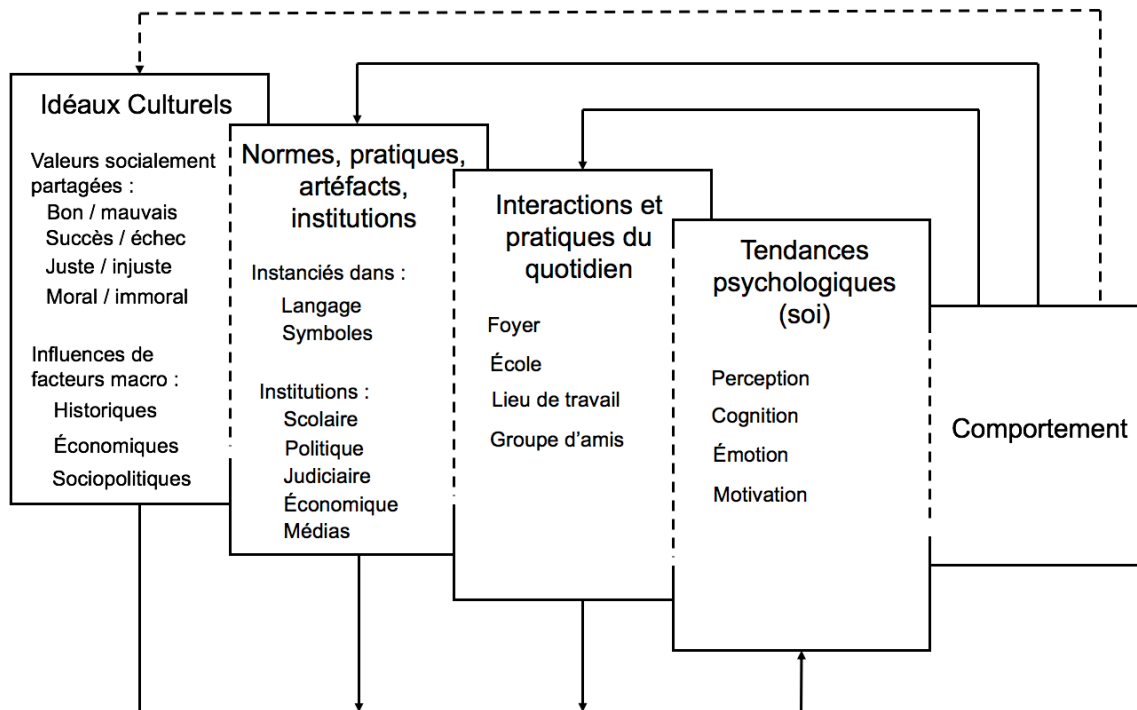 Idéaux Culturels
Valeurs socialement
partagées :
Bon / mauvais
Succès / échec
Juste / injuste
Moral / immoral
Influences de
facteurs macro :
Historiques
Économiques
Sociopolitiques
Normes, pratiques,
artéfacts,
institutions
Instanciés dans :
Langage
Symboles
Institutions :
Scolaire
Politique
Judiciaire
Économique
Médias
Interactions et
pratiques du
quotidien
Foyer
École
Lieu de travail
Groupe d’amis
Tendances
psychologiques
(soi)
Perception
Cognition
Émotion
Motivation
Comportement